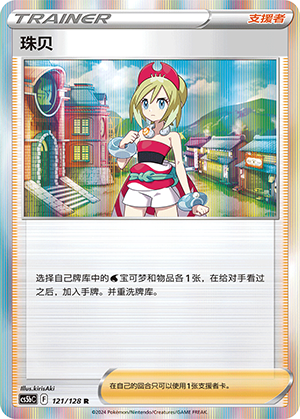 TRAINER
支援者
珠贝
选择自己牌库中的宝可梦和物品各1张，在给对手看过
之后，加入手牌。并重洗牌库。
Illus.kirisAki
cs5bC F 121/128 R
在自己的回合只可以使用1张支援者卡。
©2024 Pokémon/Nintendo/Creatures/GAME FREAK.